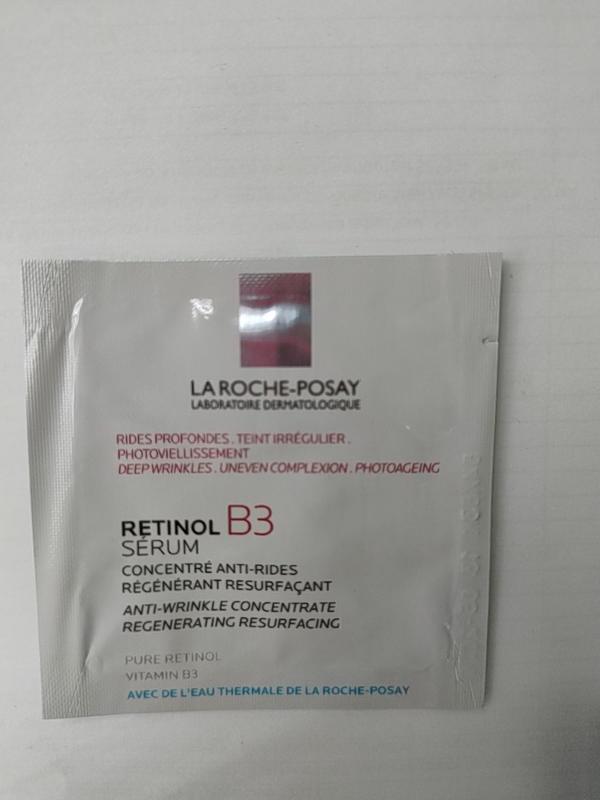 LA ROCHE-POSAY
LABORATOIRE DERMATOLOGIQUE
RIDES PROFONDES . TEINT IRRÉGULIER .
PHOTOVIELLISSEMENT
DEEP WRINKLES . UNEVEN COMPLEXION . PHOTOAGEING
RETINOL B3
SÉRUM
CONCENTRÉ ANTI-RIDES
RÉGÉNÉRANT RESURFAÇANT
ANTI-WRINKLE CONCENTRATE
REGENERATING RESURFACING
PURE RETINOL
VITAMIN B3
AVEC DE L'EAU THERMALE DE LA ROCHE-POSAY